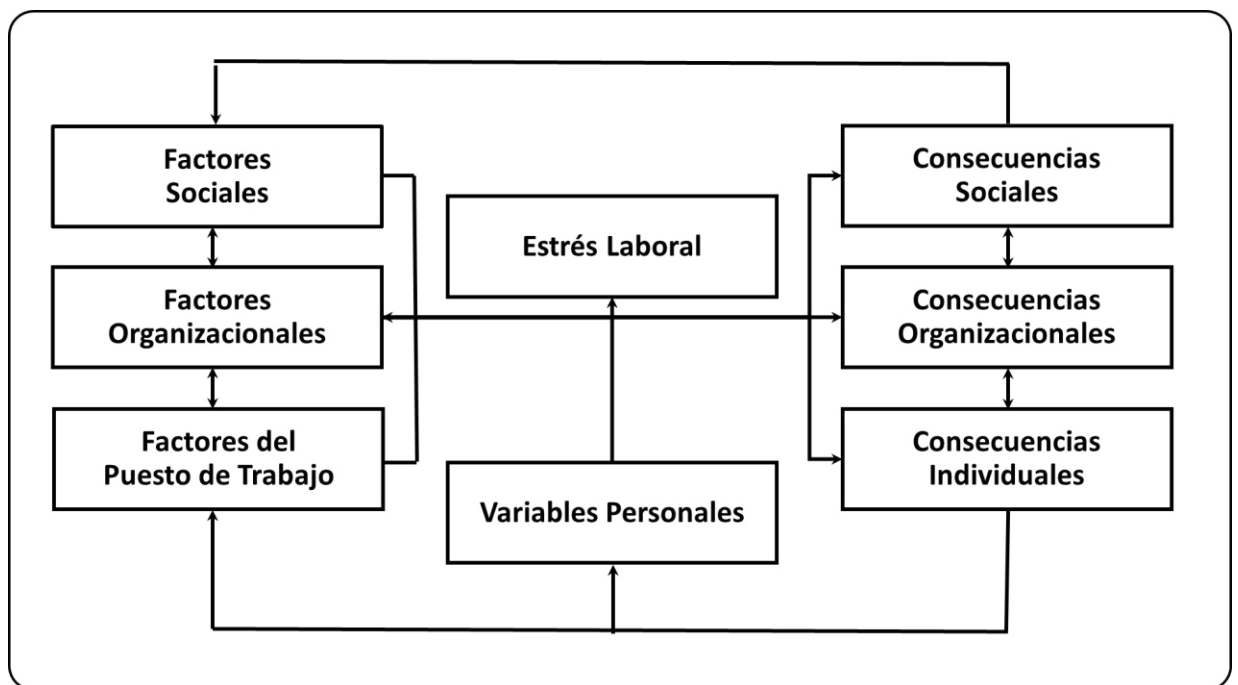 Factores
Sociales
Factores
Organizacionales
Factores del
Puesto de Trabajo
Estrés Laboral
Variables Personales
Consecuencias
Sociales
Consecuencias
Organizacionales
Consecuencias
Individuales